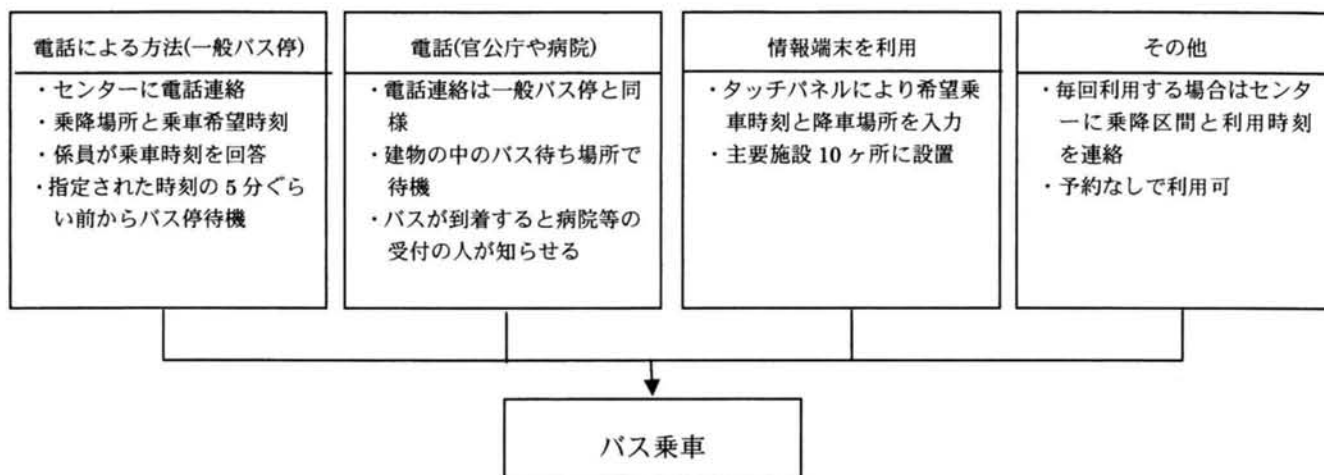 電話による方法(一般バス停)
・センターに電話連絡
・乗降場所と乗車希望時刻
・係員が乗車時刻を回答
・指定された時刻の5分ぐら
い前からバス停待機
電話(官公庁や病院)
・電話連絡は一般バス停と同
様
・建物の中のバス待ち場所で
待機
・バスが到着すると病院等の
受付の人が知らせる
情報端末を利用
・タッチパネルにより希望乗
車時刻と降車場所を入力
・主要施設10ヶ所に設置
その他
・毎回利用する場合はセンタ
ーに乗降区間と利用時刻
を連絡
・予約なしで利用可
バス乗車